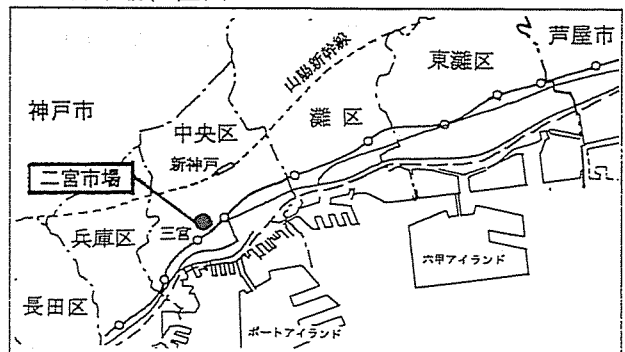 芦屋市
東灘区
山陽新幹線
神戸市
灘区
中央区
新神戸
二宮市場
兵庫区
三宮
六甲アイランド
長田区
ポートアイランド